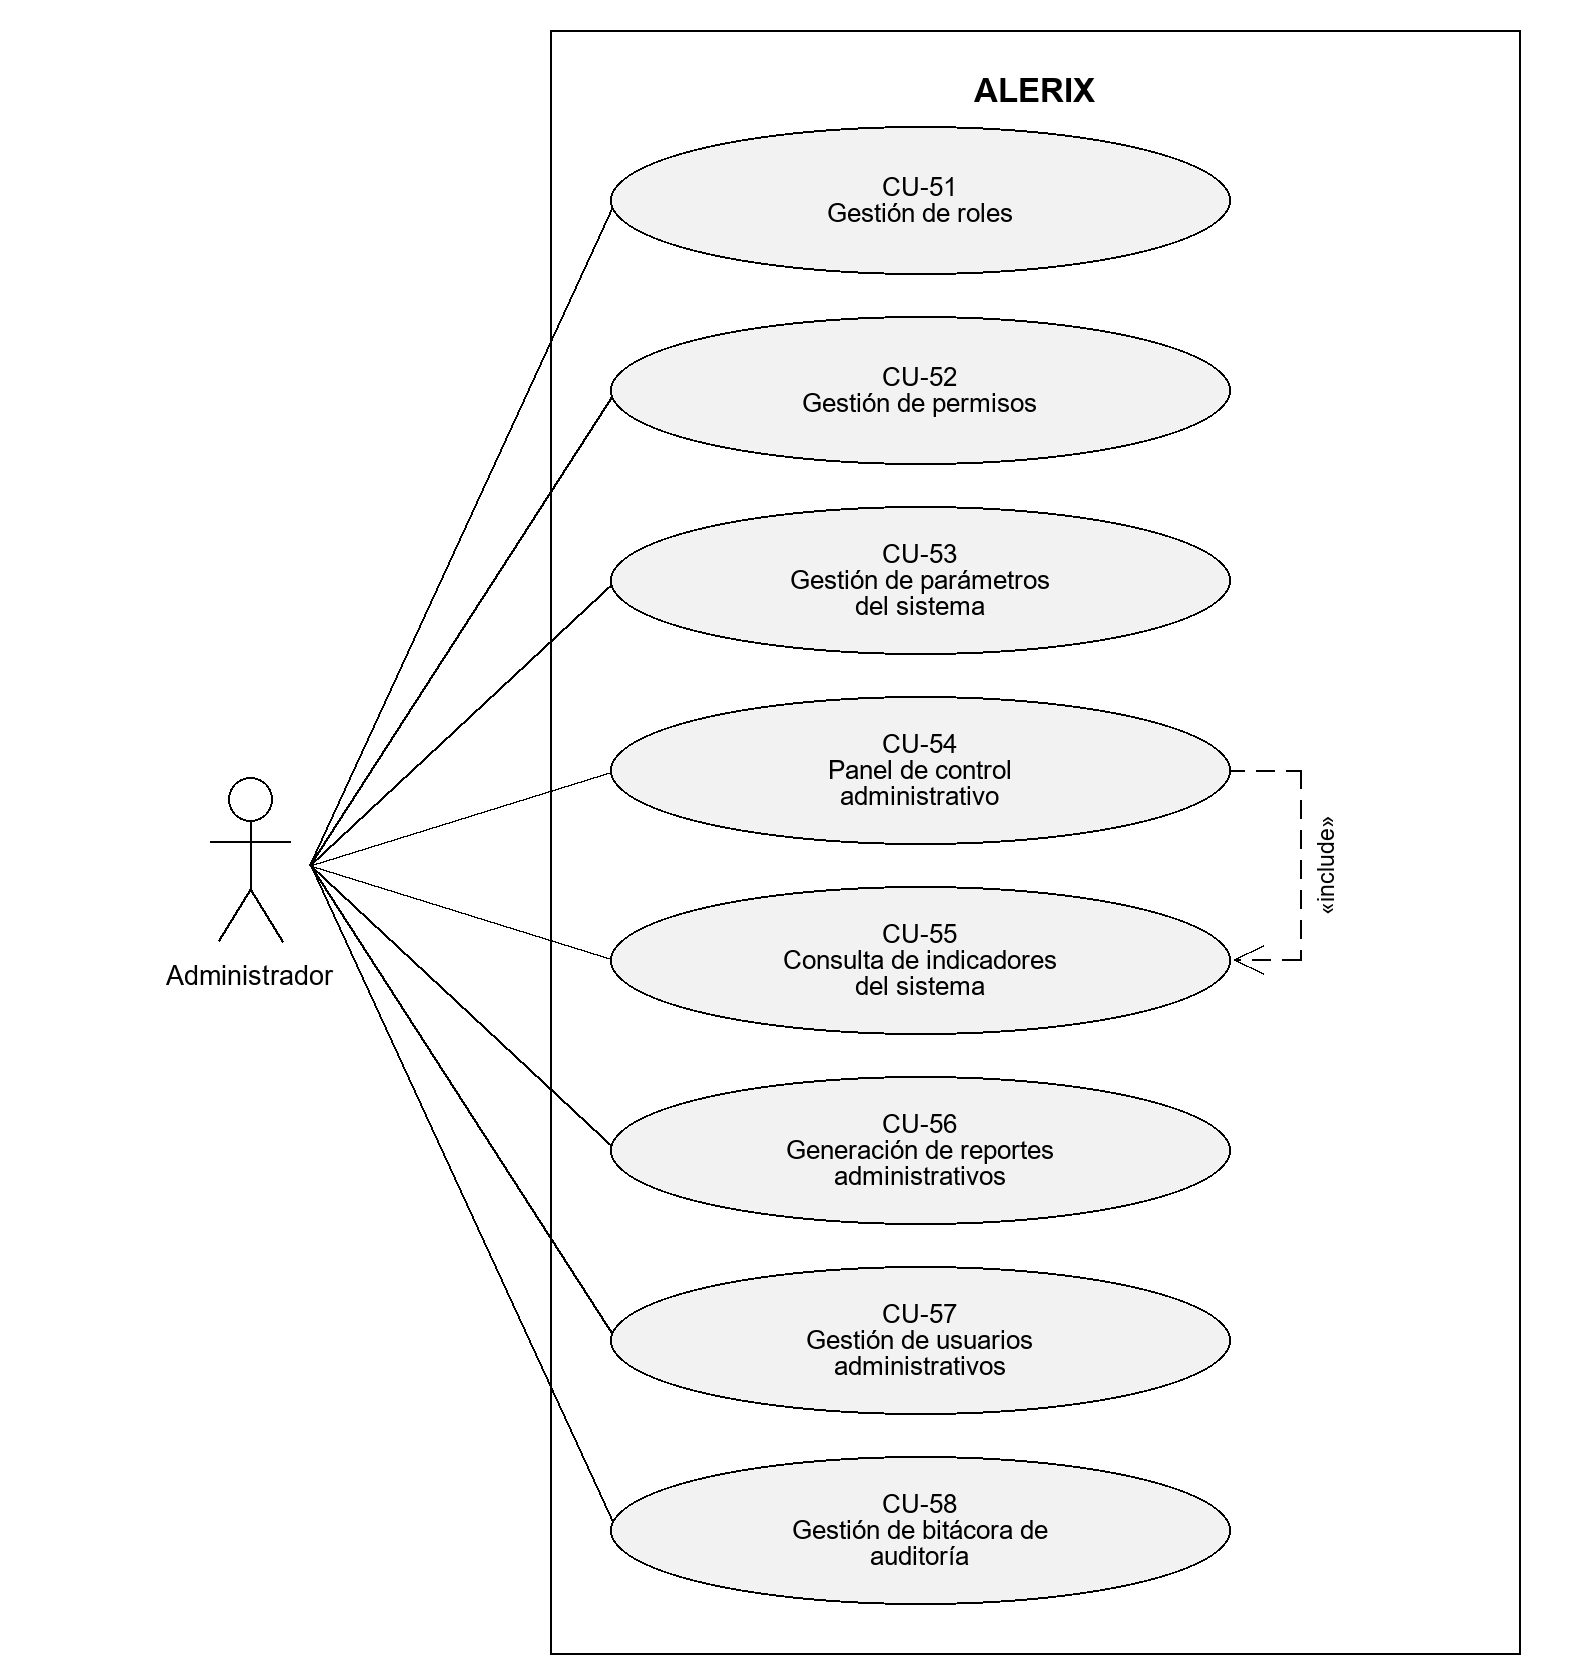 ALERIX
CU-51
Gestión de roles
CU-52
Gestión de permisos
CU-53
Gestión de parámetros
del sistema
CU-54
Panel de control
administrativo
«include»
CU-55
Consulta de indicadores
del sistema
Administrador
CU-56
Generación de reportes
administrativos
CU-57
Gestión de usuarios
administrativos
CU-58
Gestión de bitácora de
auditoría